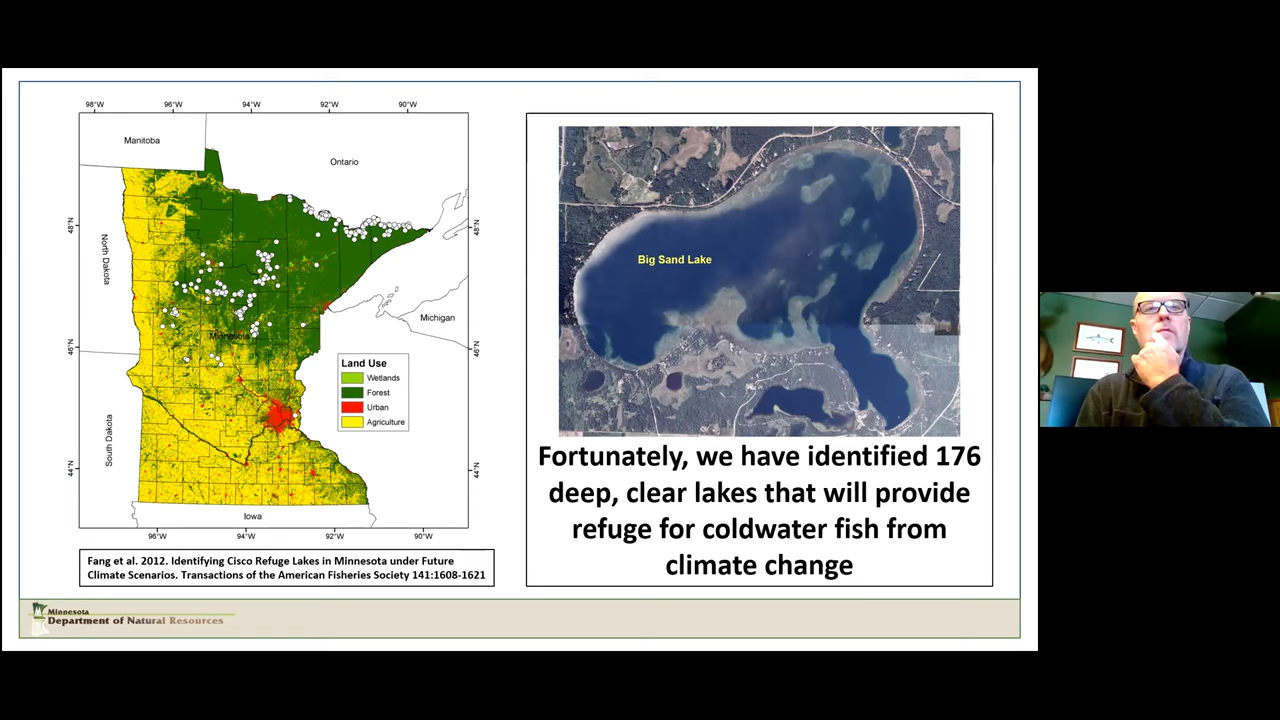 98°W 96°W 94°W 92°W 90°W
Manitoba
Ontario
48°N
48°N
North Dakota
Michigan
Minnesota
46°N
46°N
Land Use
Wetlands
Forest
Urban
Agriculture
South Dakota
44°N
44°N
Iowa
96°W 94°W 92°W 90°W
Fang et al. 2012. Identifying Cisco Refuge Lakes in Minnesota under Future
Climate Scenarios. Transactions of the American Fisheries Society 141:1608-1621
Big Sand Lake
Fortunately, we have identified 176
deep, clear lakes that will provide
refuge for coldwater fish from
climate change
Minnesota
Department of Natural Resources